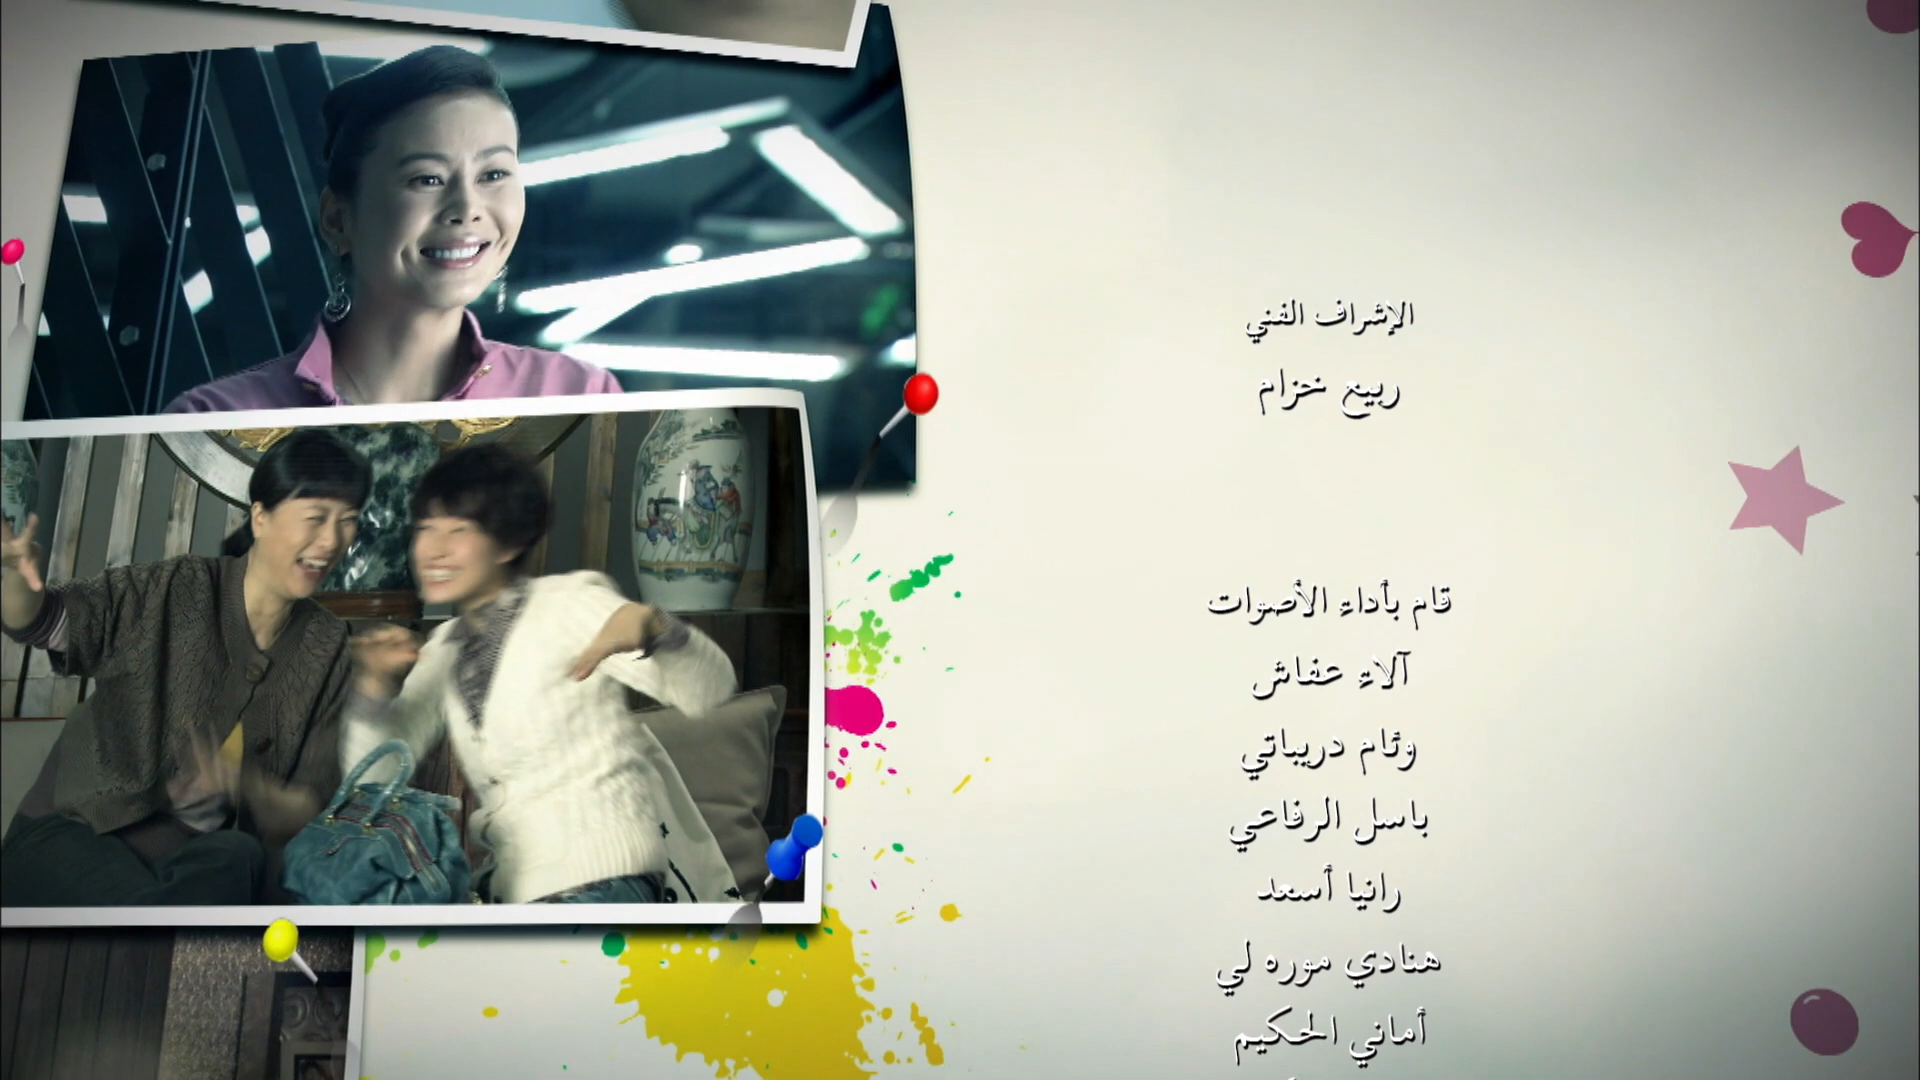 الإشراف الفني
ربيع خزام
قام بأداء الأصوات
آلاء عفاش
وئام دريباتي
باسل الرفاعي
رانيا أسعد
هنادي موره لي
أماني الحكيم